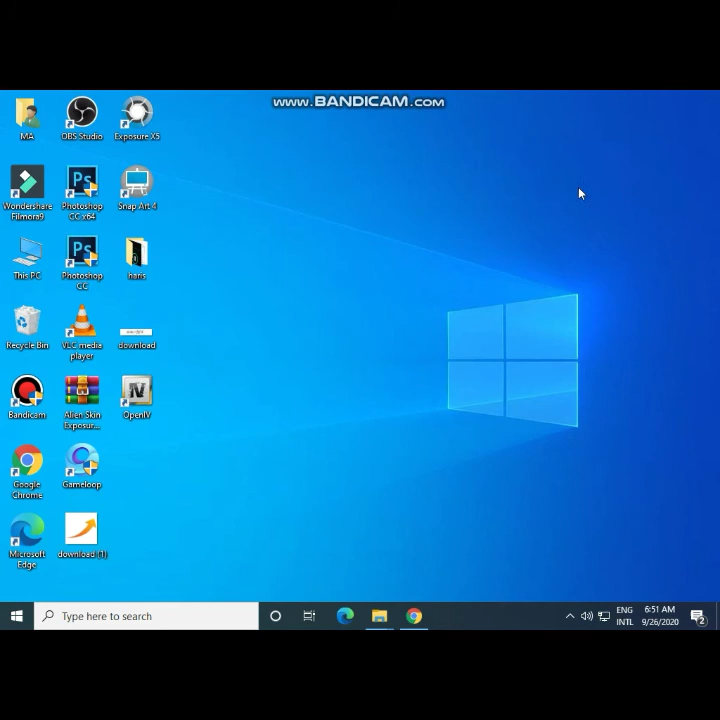 www.BANDICAM.com
MA
OBS Studio
Exposure X5
Wondershare
Filmora9
Photoshop
CC x64
Snap Art 4
This PC
Photoshop
CC
haris
Recycle Bin
VLC media
player
download
Bandicam
Alien Skin
Exposur...
OpenIV
Google
Chrome
Gameloop
Microsoft
Edge
download (1)
Type here to search
ENG
INTL
6:51 AM
9/26/2020
2